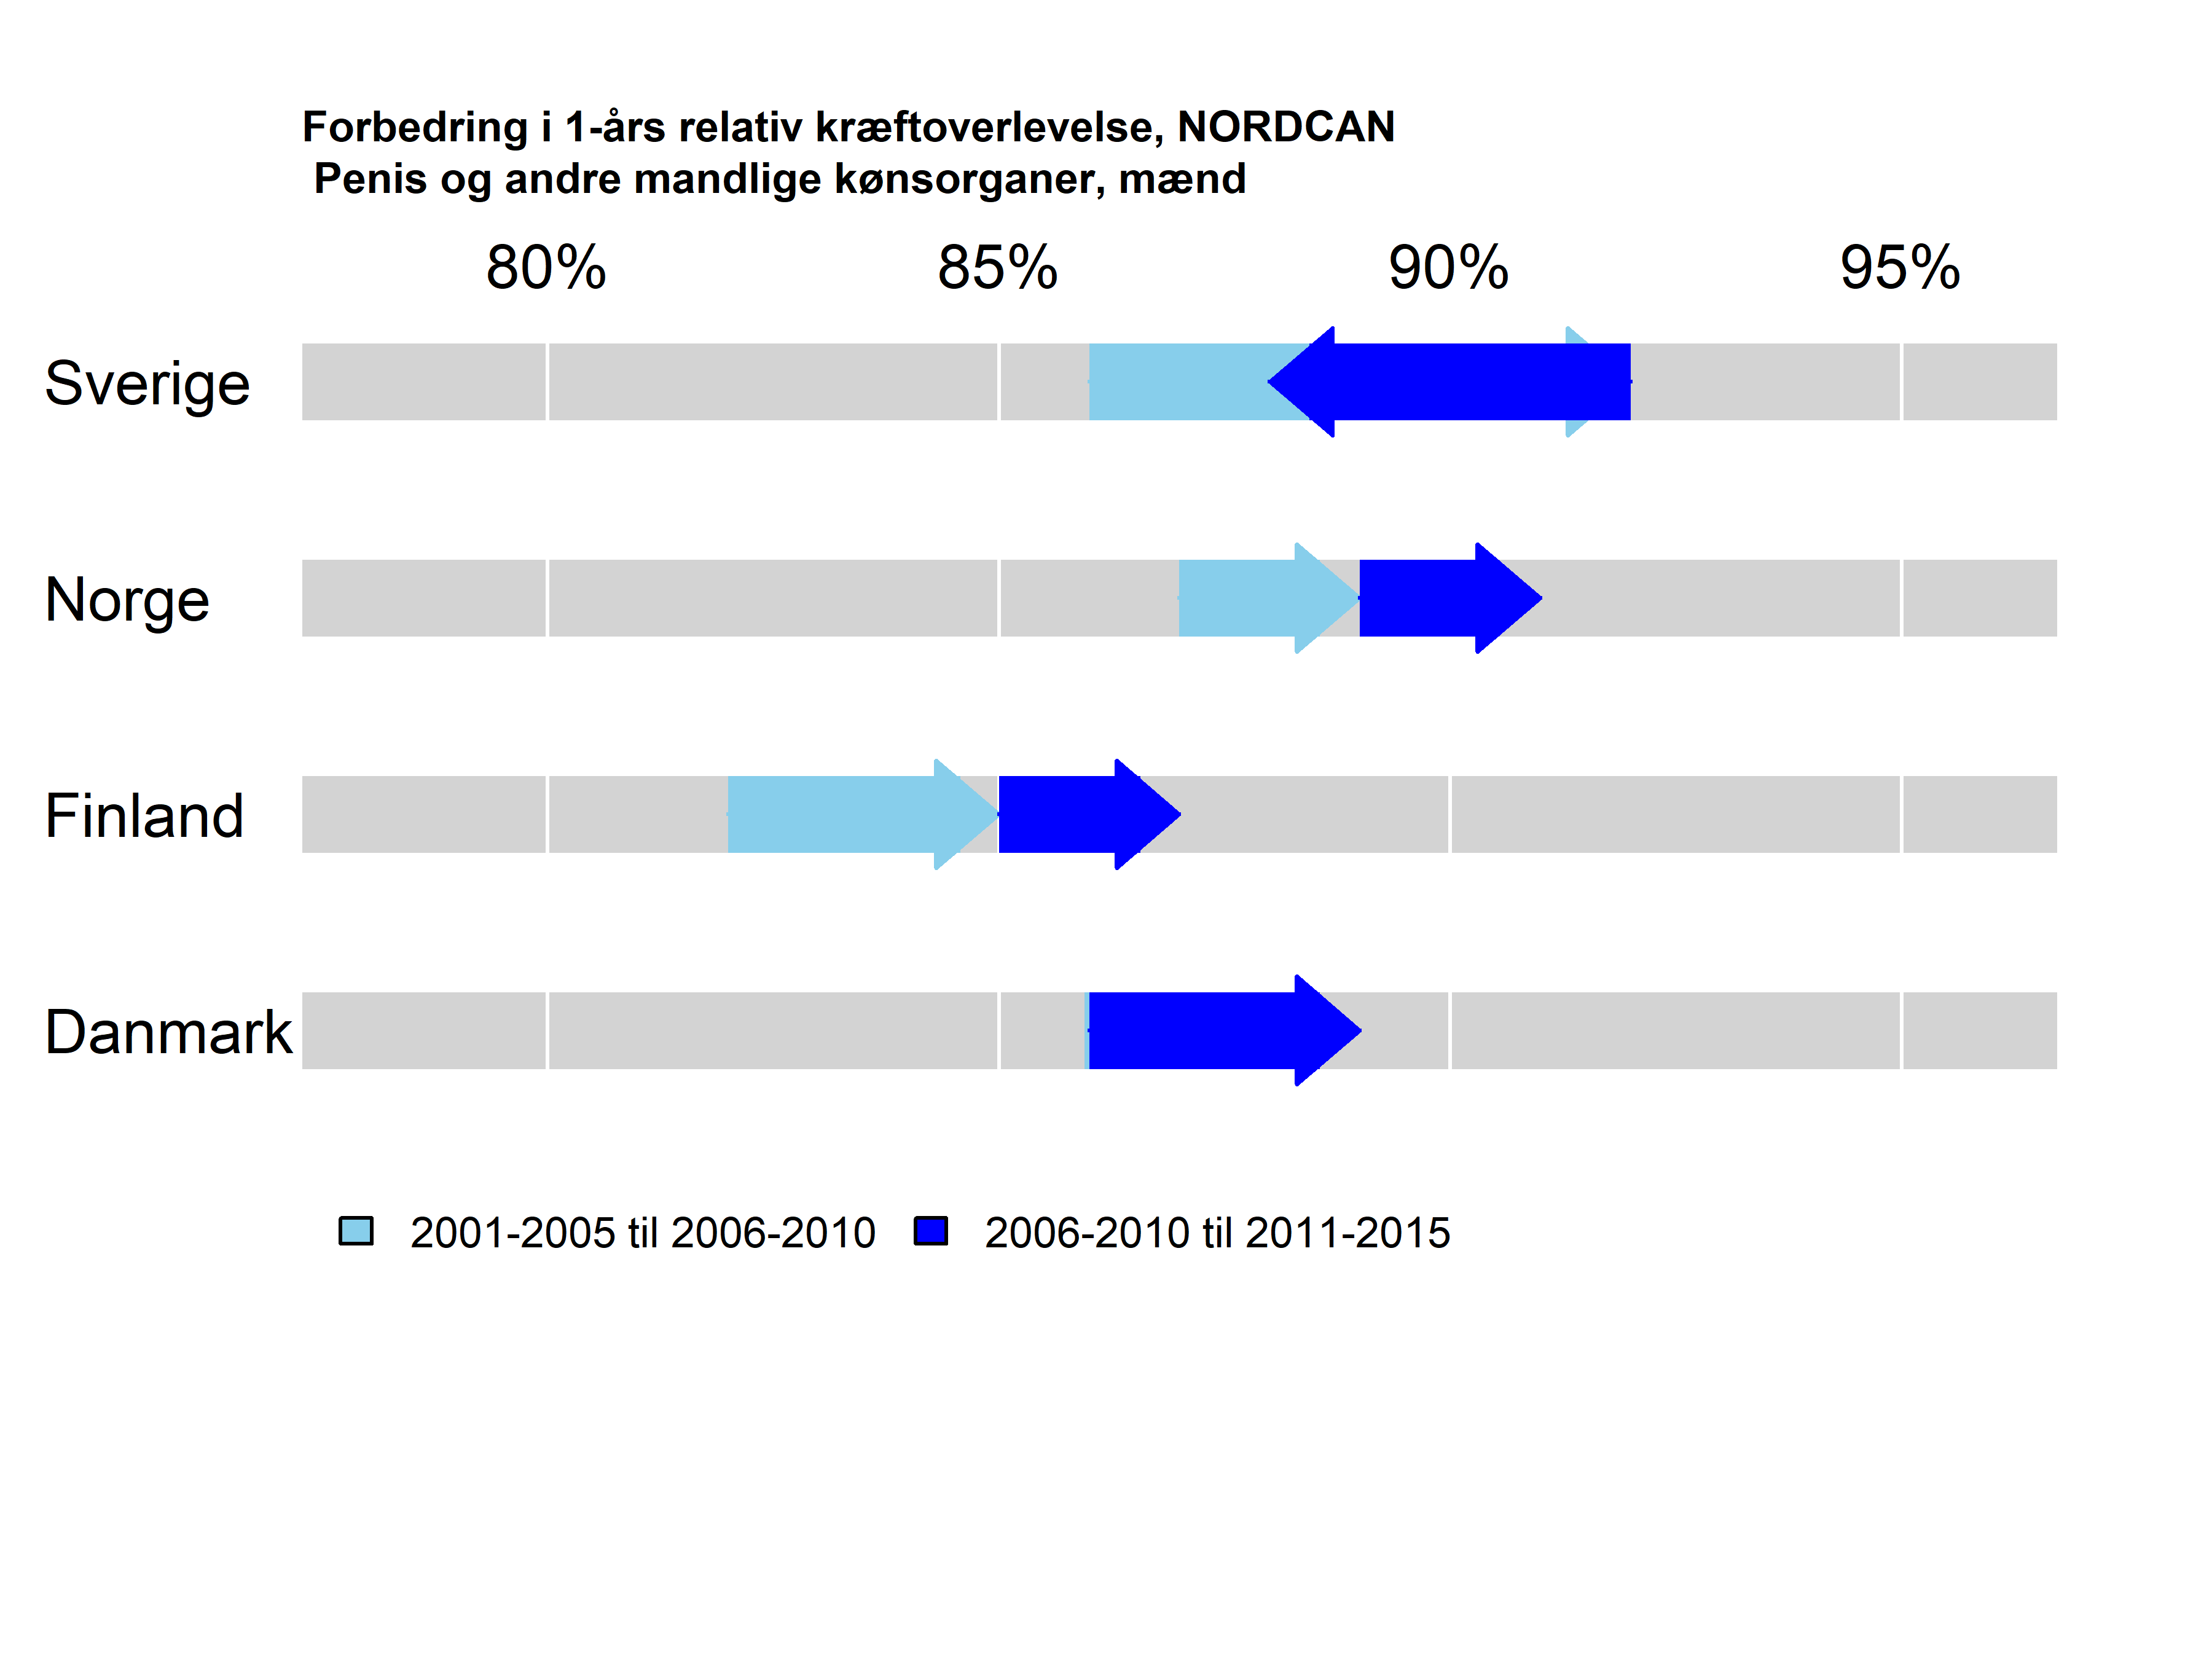 Forbedring i 1-års relativ kræftoverlevelse, NORDCAN
Penis og andre mandlige kønsorganer, mænd
80% 85% 90% 95%
Sverige
Norge
Finland
Danmark
2001-2005 til 2006-2010 2006-2010 til 2011-2015